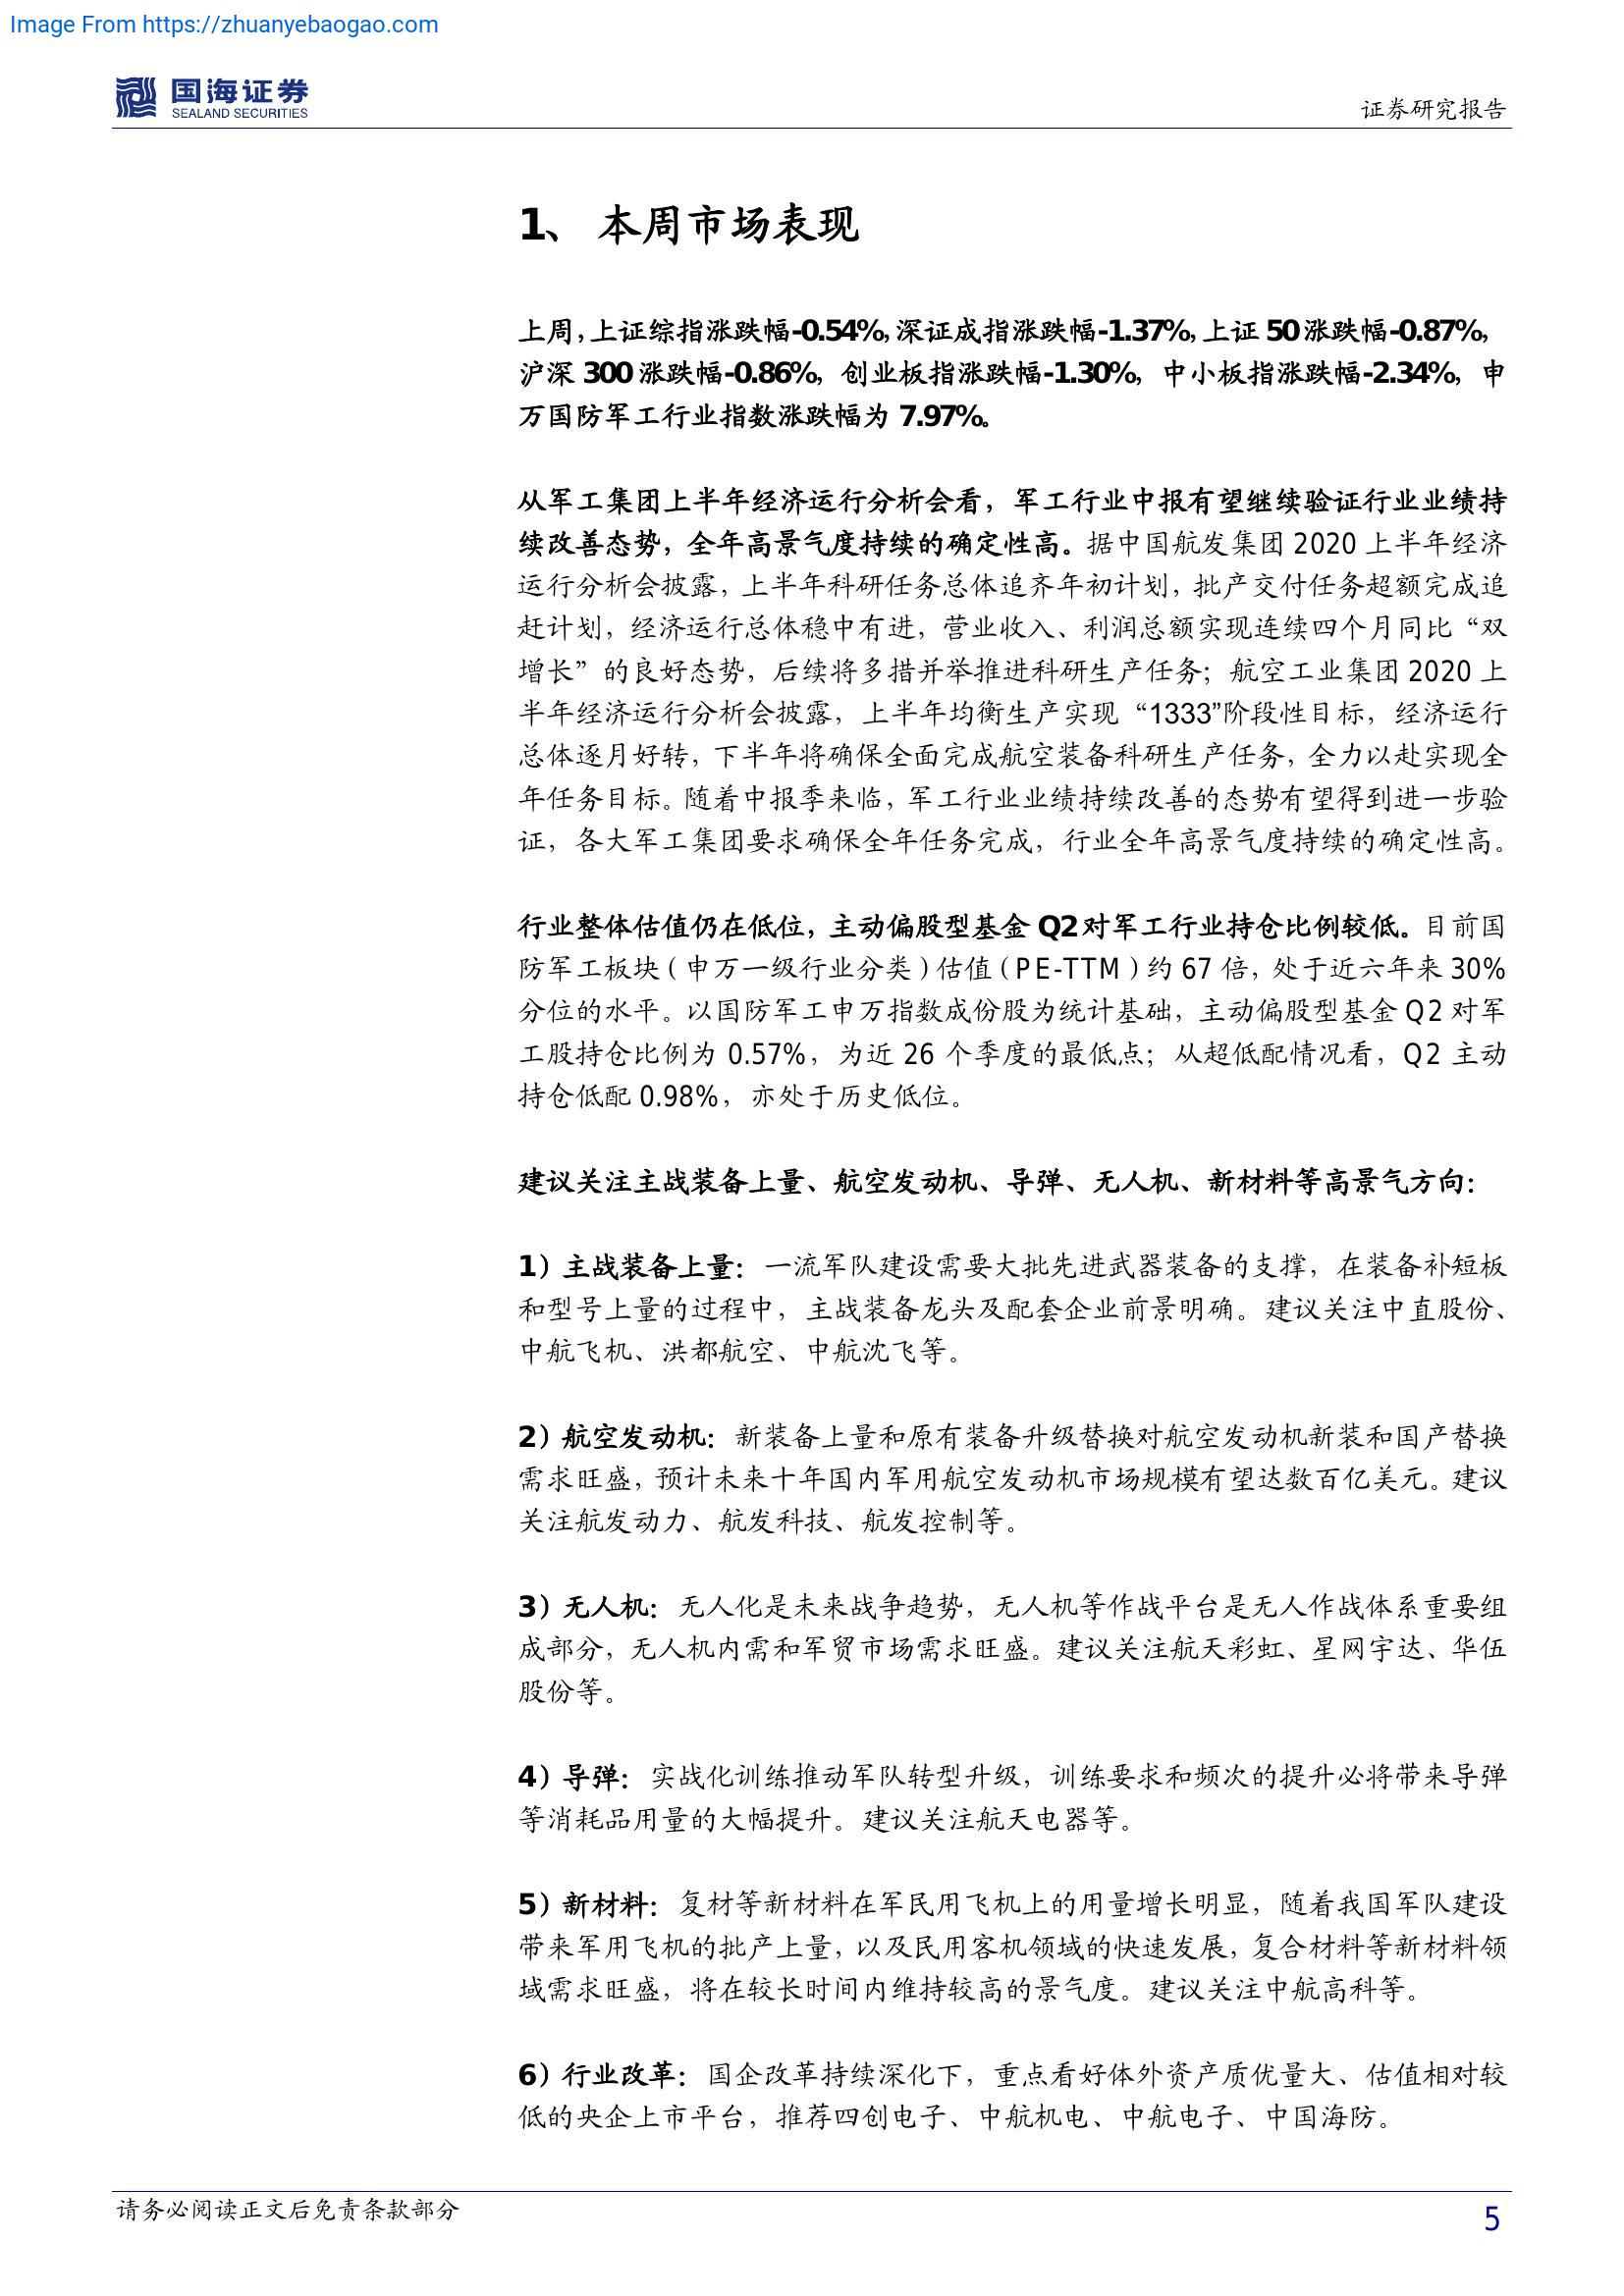 Image From https://zhuanyebaogao.com
国海证券
SEALAND SECURITIES
证券研究报告
1、 本周市场表现
上周，上证综指涨跌幅-0.54%，深证成指涨跌幅-1.37%，上证 50 涨跌幅-0.87%，
沪深 300 涨跌幅-0.86%，创业板指涨跌幅-1.30%，中小板指涨跌幅-2.34%，申
万国防军工行业指数涨跌幅为 7.97%。
从军工集团上半年经济运行分析会看，军工行业中报有望继续验证行业业绩持
续改善态势，全年高景气度持续的确定性高。据中国航发集团 2020 上半年经济
运行分析会披露，上半年科研任务总体追齐年初计划，批产交付任务超额完成追
赶计划，经济运行总体稳中有进，营业收入、利润总额实现连续四个月同比“双
增长”的良好态势，后续将多措并举推进科研生产任务；航空工业集团 2020 上
半年经济运行分析会披露，上半年均衡生产实现“1333”阶段性目标，经济运行
总体逐月好转，下半年将确保全面完成航空装备科研生产任务，全力以赴实现全
年任务目标。随着中报季来临，军工行业业绩持续改善的态势有望得到进一步验
证，各大军工集团要求确保全年任务完成，行业全年高景气度持续的确定性高。
行业整体估值仍在低位，主动偏股型基金 Q2 对军工行业持仓比例较低。目前国
防军工板块（申万一级行业分类）估值（PE-TTM）约 67 倍，处于近六年来 30%
分位的水平。以国防军工申万指数成份股为统计基础，主动偏股型基金 Q2 对军
工股持仓比例为 0.57%，为近 26 个季度的最低点；从超低配情况看，Q2 主动
持仓低配 0.98%，亦处于历史低位。
建议关注主战装备上量、航空发动机、导弹、无人机、新材料等高景气方向：
1）主战装备上量：一流军队建设需要大批先进武器装备的支撑，在装备补短板
和型号上量的过程中，主战装备龙头及配套企业前景明确。建议关注中直股份、
中航飞机、洪都航空、中航沈飞等。
2）航空发动机：新装备上量和原有装备升级替换对航空发动机新装和国产替换
需求旺盛，预计未来十年国内军用航空发动机市场规模有望达数百亿美元。建议
关注航发动力、航发科技、航发控制等。
3）无人机：无人化是未来战争趋势，无人机等作战平台是无人作战体系重要组
成部分，无人机内需和军贸市场需求旺盛。建议关注航天彩虹、星网宇达、华伍
股份等。
4）导弹：实战化训练推动军队转型升级，训练要求和频次的提升必将带来导弹
等消耗品用量的大幅提升。建议关注航天电器等。
5）新材料：复材等新材料在军民用飞机上的用量增长明显，随着我国军队建设
带来军用飞机的批产上量，以及民用客机领域的快速发展，复合材料等新材料领
域需求旺盛，将在较长时间内维持较高的景气度。建议关注中航高科等。
6）行业改革：国企改革持续深化下，重点看好体外资产质优量大、估值相对较
低的央企上市平台，推荐四创电子、中航机电、中航电子、中国海防。
请务必阅读正文后免责条款部分
5